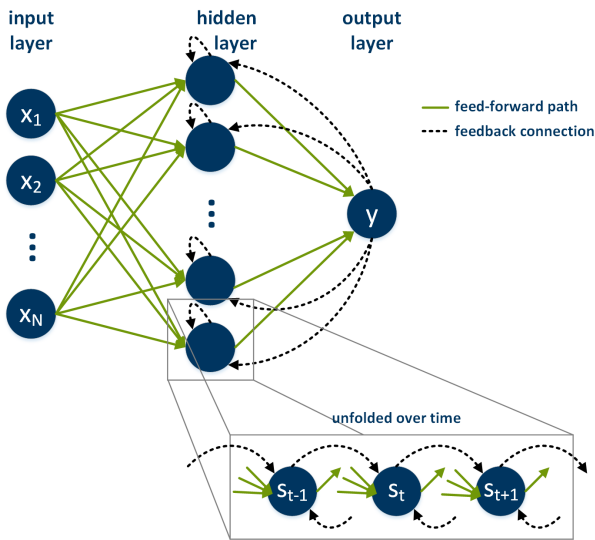 input
layer
hidden
layer
output
layer
x1
x2
xN
y
feed-forward path
feedback connection
unfolded over time
st-1
st
st+1